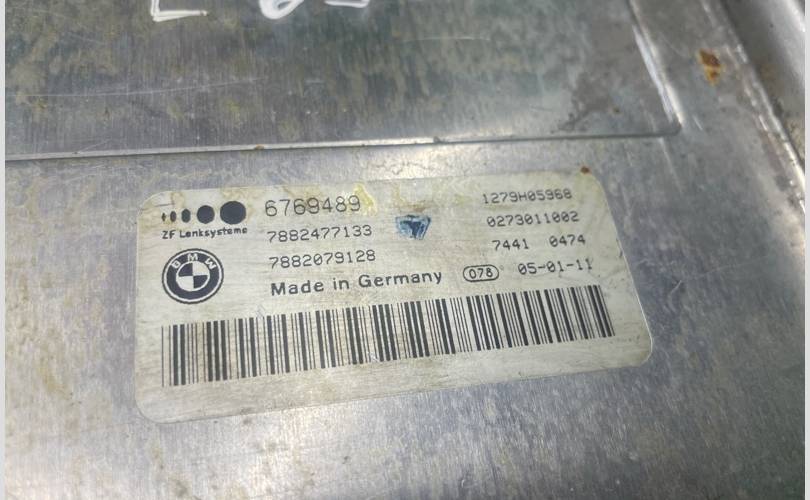 6769489
1279H05968
ZF Lenksysteme
7882477133
0273011002
7882079128
7441 0474
BMW
Made in Germany
078
05-01-11